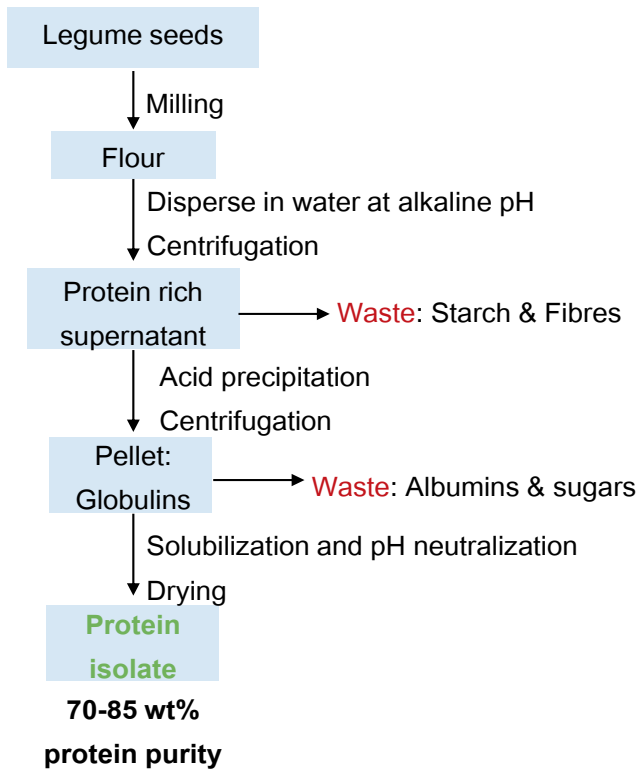 Legume seeds
Milling
Flour
Disperse in water at alkaline pH
Centrifugation
Protein rich
supernatant
Waste: Starch & Fibres
Acid precipitation
Centrifugation
Pellet:
Globulins
Waste: Albumins & sugars
Solubilization and pH neutralization
Drying
Protein
isolate
70-85 wt%
protein purity